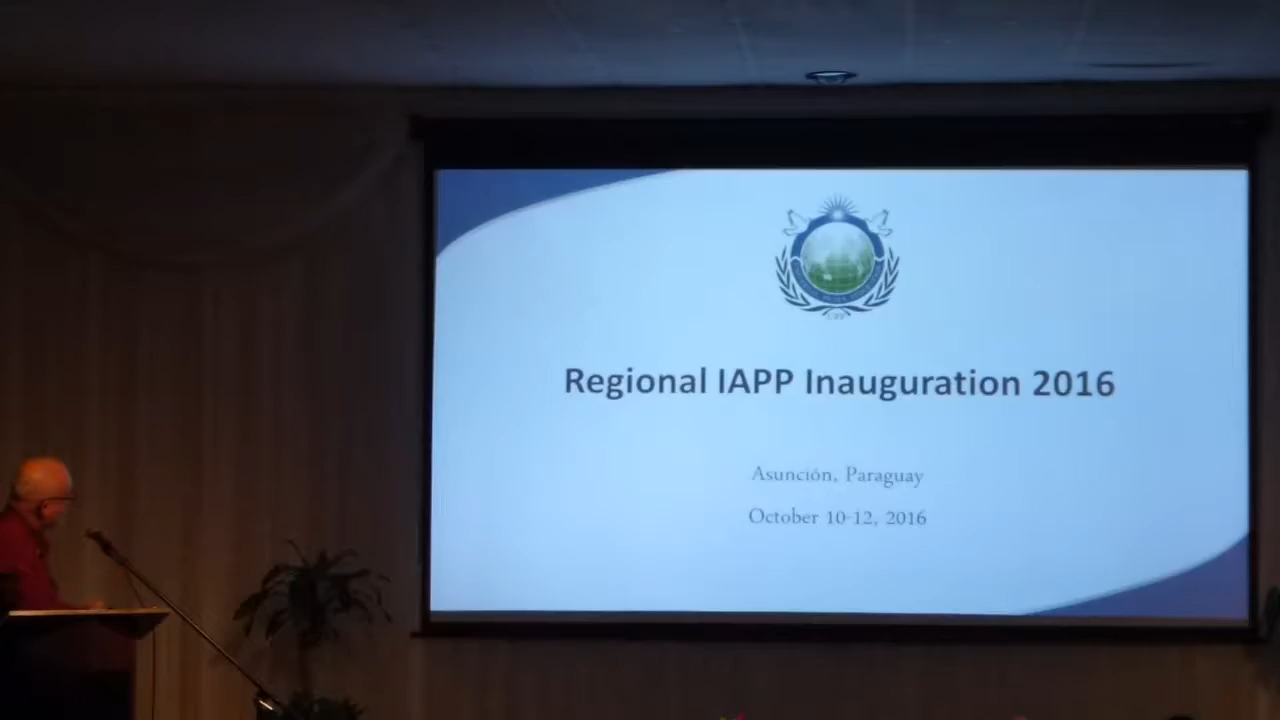 Regional IAPP Inauguration 2016
Asunción, Paraguay
October 10-12, 2016